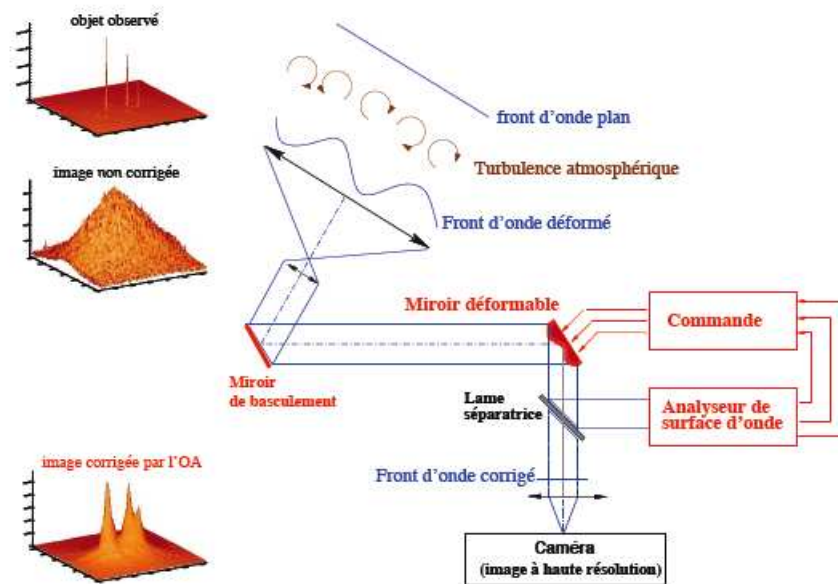 objet observé
front d'onde plan
image non corrigée
Turbulence atmosphérique
Front d'onde déformé
Miroir déformable
Commande
Miroir
de basculement
Lame
séparatrice
Analyseur de
surface d'onde
image corrigée par l'OA
Front d'onde corrigé
Caméra
(image à haute résolution)